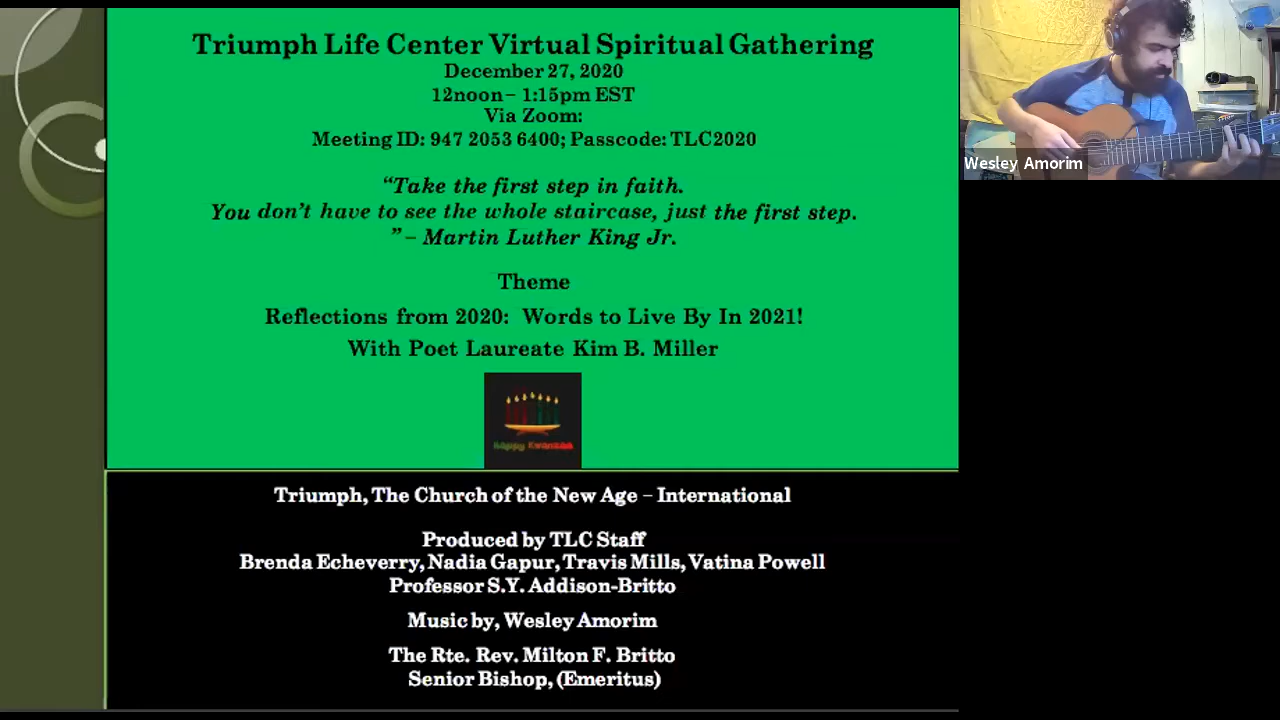 Triumph Life Center Virtual Spiritual Gathering
December 27, 2020
12noon – 1:15pm EST
Via Zoom:
Meeting ID: 947 2053 6400; Passcode: TLC2020
“Take the first step in faith.
You don’t have to see the whole staircase, just the first step.
” – Martin Luther King Jr.
Theme
Reflections from 2020:  Words to Live By In 2021!
With Poet Laureate Kim B. Miller
happy Kwanzaa
Triumph, The Church of the New Age – International
Produced by TLC Staff
Brenda Echeverry, Nadia Gapur, Travis Mills, Vatina Powell
Professor S.Y. Addison-Britto
Music by, Wesley Amorim
The Rte. Rev. Milton F. Britto
Senior Bishop, (Emeritus)
Wesley Amorim